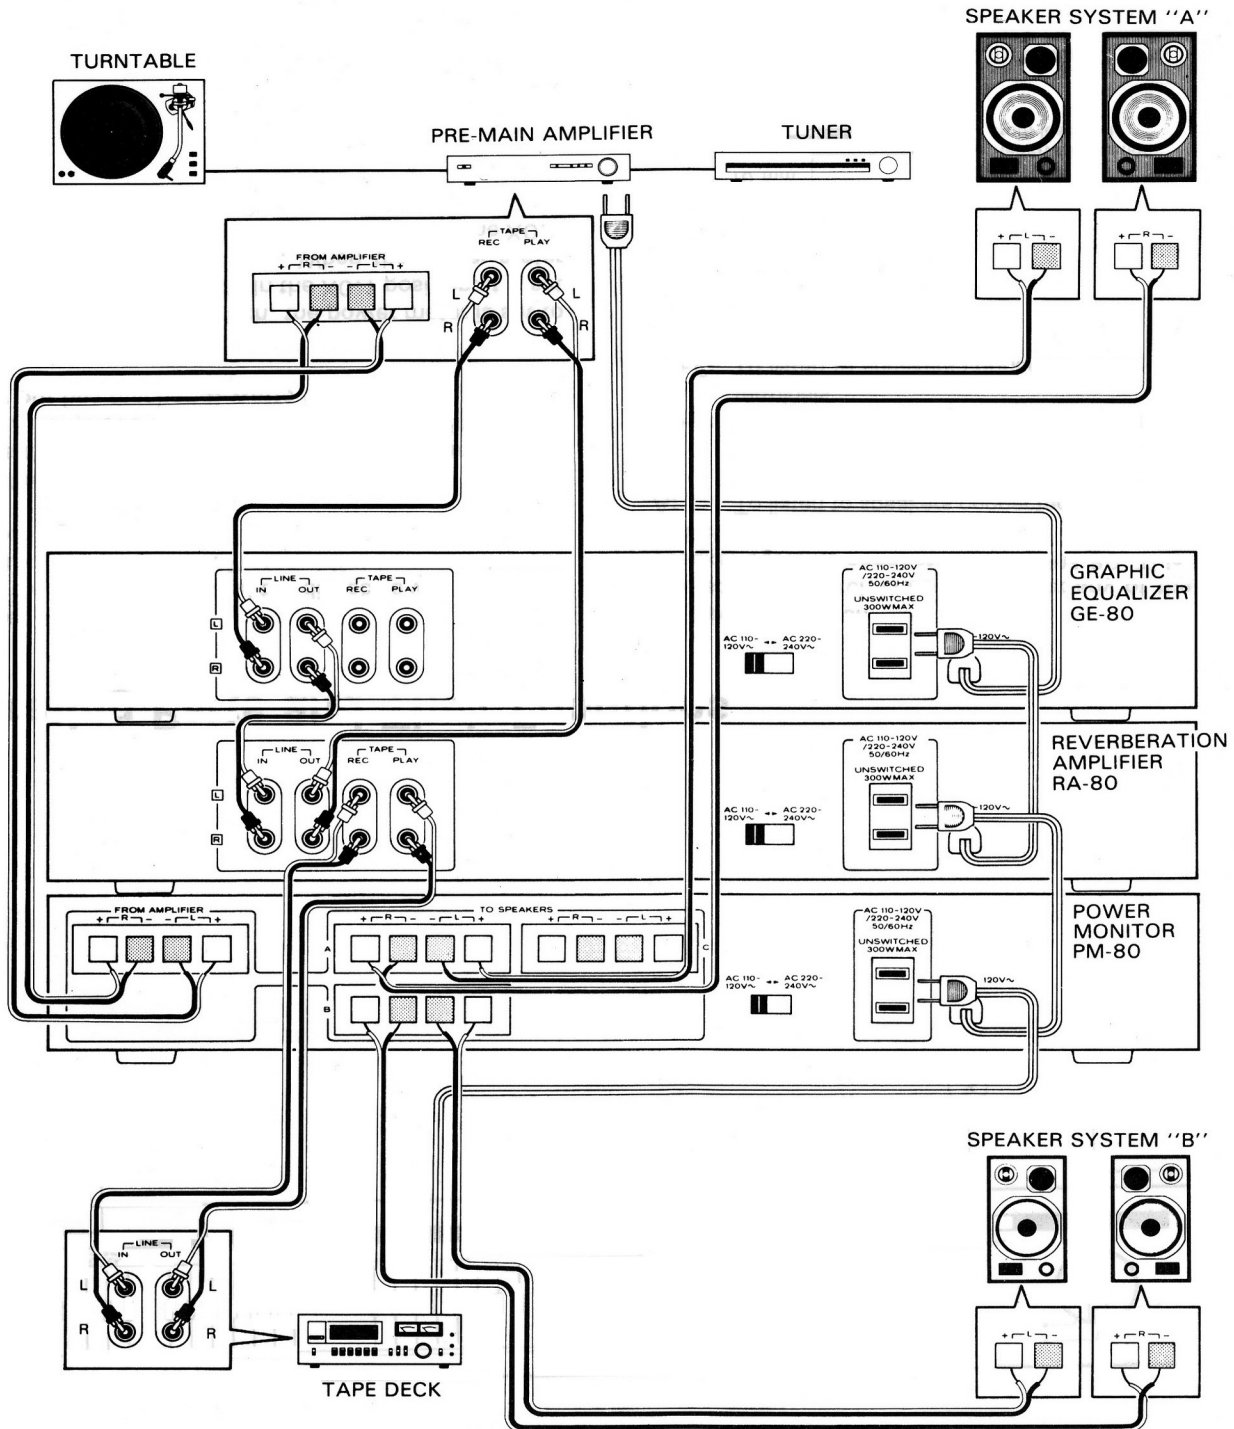 SPEAKER SYSTEM ''A''
TURNTABLE
PRE-MAIN AMPLIFIER
TUNER
TAPE
REC PLAY
FROM AMPLIFIER
+ R - - L +
L L
R R
+ L -
+ R -
LINE TAPE
IN OUT REC PLAY
L
R
AC 110- ◄► AC 220-
120V~ 240V~
AC 110-120V
/220-240V
50/60Hz
UNSWITCHED
300W MAX
120V~
GRAPHIC
EQUALIZER
GE-80
LINE TAPE
IN OUT REC PLAY
L
R
AC 110- ◄► AC 220-
120V~ 240V~
AC 110-120V
/220-240V
50/60Hz
UNSWITCHED
300W MAX
120V~
REVERBERATION
AMPLIFIER
RA-80
FROM AMPLIFIER
+ R - - L +
TO SPEAKERS
+ R - - L +
+ R - - L +
A
C
B
AC 110- ◄► AC 220-
120V~ 240V~
AC 110-120V
/220-240V
50/60Hz
UNSWITCHED
300W MAX
120V~
POWER
MONITOR
PM-80
SPEAKER SYSTEM ''B''
LINE
IN OUT
L L
R R
TAPE DECK
+ L -
+ R -